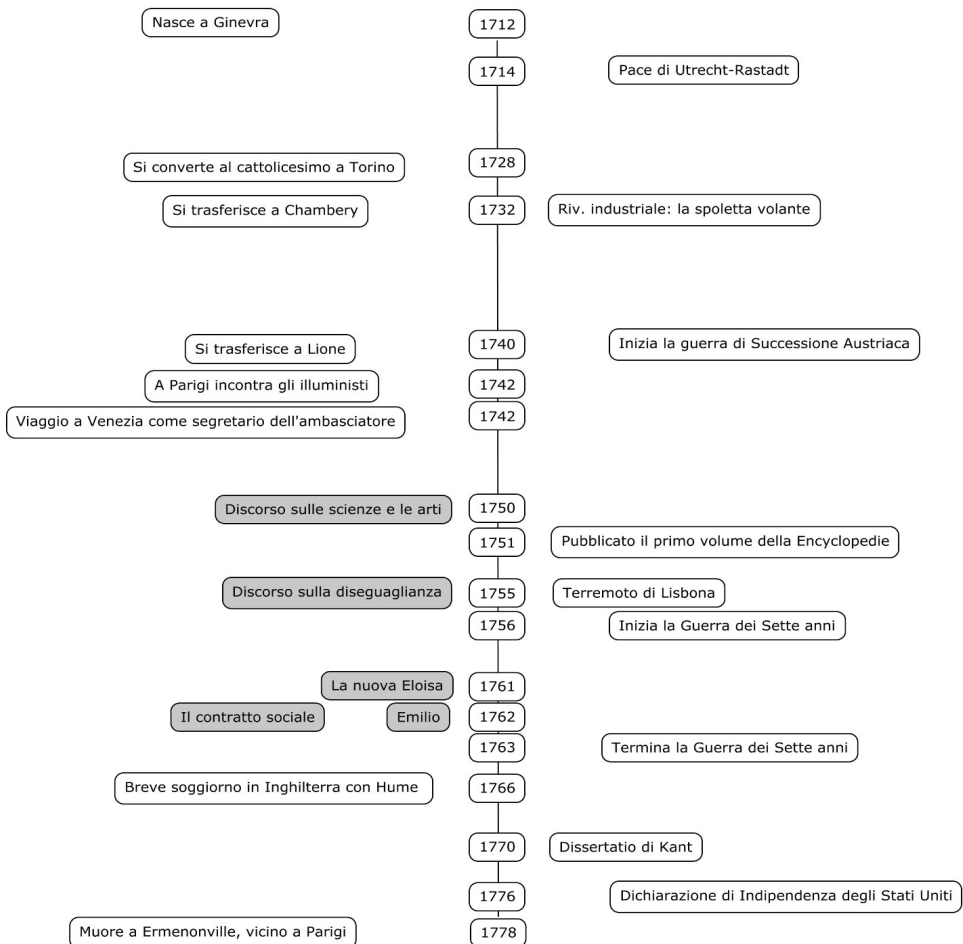 Nasce a Ginevra
1712
1714
Pace di Utrecht-Rastadt
Si converte al cattolicesimo a Torino
1728
Si trasferisce a Chambery
1732
Riv. industriale: la spoletta volante
Si trasferisce a Lione
1740
Inizia la guerra di Successione Austriaca
A Parigi incontra gli illuministi
1742
Viaggio a Venezia come segretario dell'ambasciatore
1742
Discorso sulle scienze e le arti
1750
1751
Pubblicato il primo volume della Encyclopedie
Discorso sulla diseguaglianza
1755
Terremoto di Lisbona
1756
Inizia la Guerra dei Sette anni
La nuova Eloisa
1761
Il contratto sociale
Emilio
1762
1763
Termina la Guerra dei Sette anni
Breve soggiorno in Inghilterra con Hume
1766
1770
Dissertatio di Kant
1776
Dichiarazione di Indipendenza degli Stati Uniti
Muore a Ermenonville, vicino a Parigi
1778